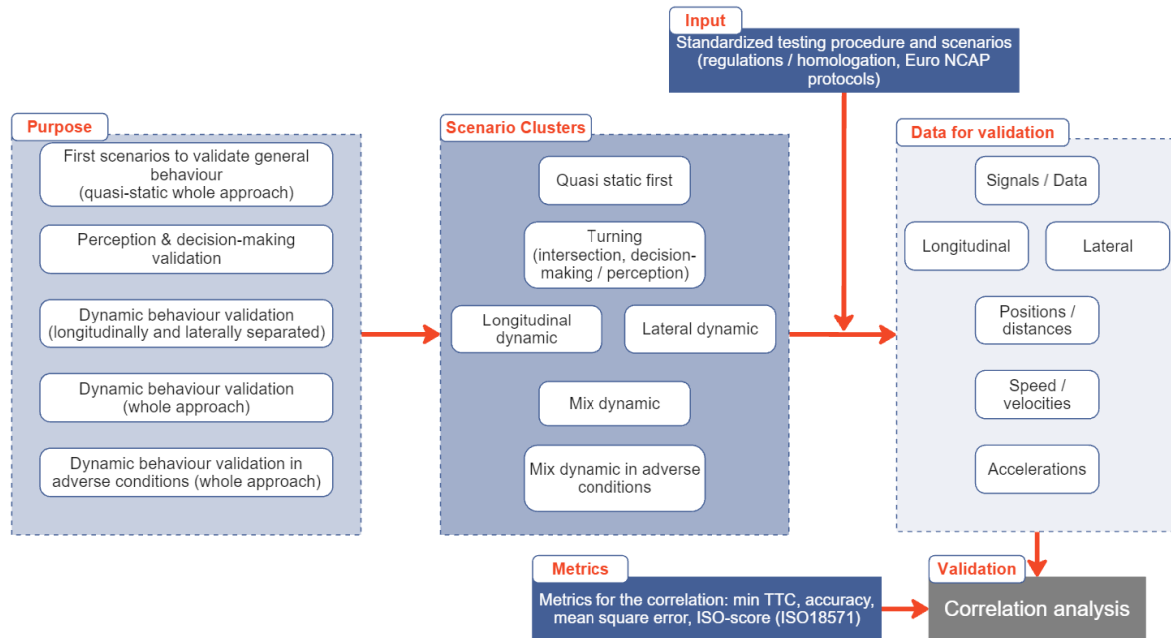 Input
Standardized testing procedure and scenarios
(regulations / homologation, Euro NCAP
protocols)
Purpose
First scenarios to validate general
behaviour
(quasi-static whole approach)
Perception & decision-making
validation
Dynamic behaviour validation
(longitudinally and laterally separated)
Dynamic behaviour validation
(whole approach)
Dynamic behaviour validation in
adverse conditions (whole approach)
Scenario Clusters
Quasi static first
Turning
(intersection, decision-
making / perception)
Longitudinal
dynamic
Lateral dynamic
Mix dynamic
Mix dynamic in adverse
conditions
Data for validation
Signals / Data
Longitudinal
Lateral
Positions /
distances
Speed /
velocities
Accelerations
Metrics
Metrics for the correlation: min TTC, accuracy,
mean square error, ISO-score (ISO18571)
Validation
Correlation analysis